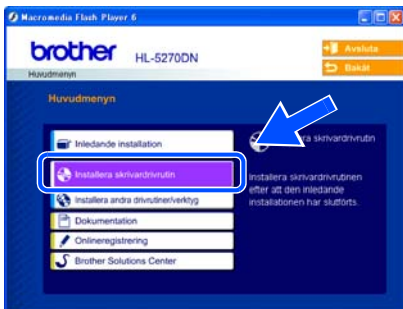 Macromedia Flash Player 6
brother HL-5270DN
Avsluta
Bakåt
Huvudmenyn
Huvudmenyn
Inledande installation
Installera skrivardrivrutin
Installera andra drivrutiner/verktyg
Dokumentation
Onlineregistrering
Brother Solutions Center
ra skrivardrivrutin
Installera skrivardrivrutinen
efter att den inledande
installationen har slutförts.